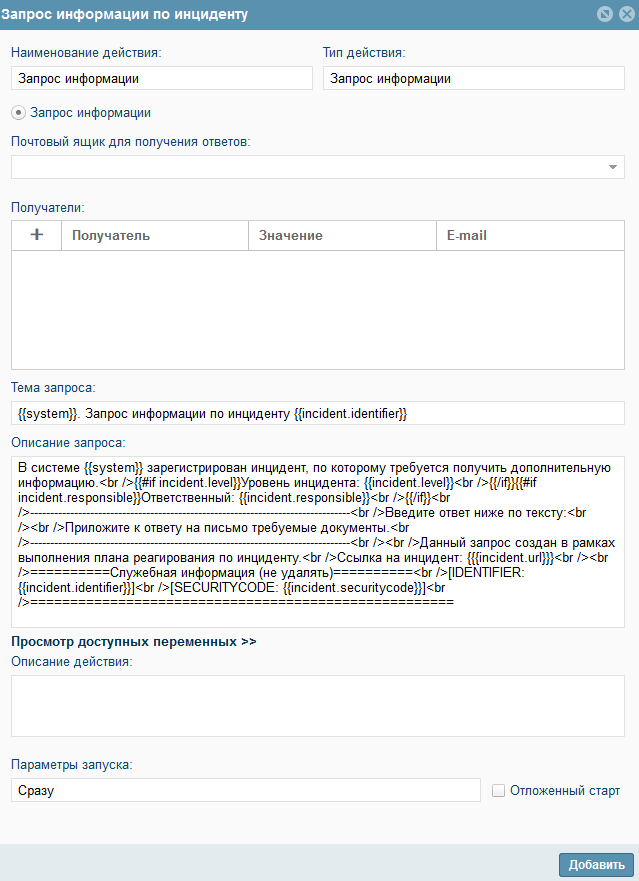 Запрос информации по инциденту
Наименование действия: Тип действия:
Запрос информации Запрос информации
Запрос информации
Почтовый ящик для получения ответов:
Получатели:
+ Получатель Значение E-mail
Тема запроса:
{{system}}. Запрос информации по инциденту {{incident.identifier}}
Описание запроса:
В системе {{system}} зарегистрирован инцидент, по которому требуется получить дополнительную
информацию.<br />{{#if incident.level}}Уровень инцидента: {{incident.level}}<br />{{/if}}{{#if
incident.responsible}}Ответственный: {{incident.responsible}}<br />{{/if}}<br
/>--------------------------------------------------------------------------------<br />Введите ответ ниже по тексту:<br
/><br />Приложите к ответу на письмо требуемые документы.<br
/>--------------------------------------------------------------------------------<br /><br />Данный запрос создан в рамках
выполнения плана реагирования по инциденту.<br />Ссылка на инцидент: {{{incident.url}}}<br /><br
/>==========Служебная информация (не удалять)==========<br />[IDENTIFIER:
{{incident.identifier}}]<br />[SECURITYCODE: {{incident.securitycode}}]<br
/>=====================================================
Просмотр доступных переменных >>
Описание действия:
Параметры запуска:
Сразу Отложенный старт
Добавить